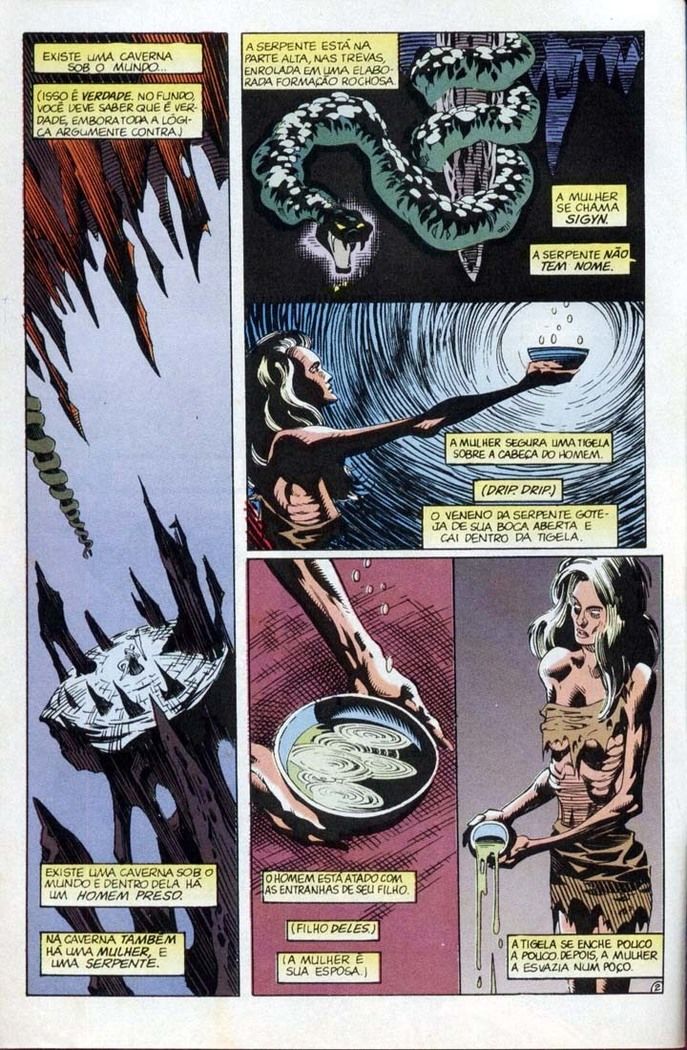 EXISTE UMA CAVERNA
SOB O MUNDO...
(ISSO É VERDADE. NO FUNDO,
VOCÊ DEVE SABER QUE É VER-
DADE, EMBORA TODA A LÓGI-
CA ARGUMENTE CONTRA.)
EXISTE UMA CAVERNA SOB O
MUNDO E DENTRO DELA HÁ
UM HOMEM PRESO.
NA CAVERNA TAMBÉM
HÁ UMA MULHER, E
UMA SERPENTE.
A SERPENTE ESTÁ NA
PARTE ALTA, NAS TREVAS,
ENROLADA EM UMA ELABO-
RADA FORMAÇÃO ROCHOSA.
A MULHER
SE CHAMA
SIGYN.
A SERPENTE NÃO
TEM NOME.
A MULHER SEGURA UMA TIGELA
SOBRE A CABEÇA DO HOMEM.
(DRIP. DRIP.)
O VENENO DA SERPENTE GOTE-
JA DE SUA BOCA ABERTA E
CAI DENTRO DA TIGELA.
O HOMEM ESTÁ ATADO COM
AS ENTRANHAS DE SEU FILHO.
(FILHO DELES.)
(A MULHER É
SUA ESPOSA.)
A TIGELA SE ENCHE POUCO
A POUCO. DEPOIS, A MULHER
A ESVAZIA NUM POÇO.
2